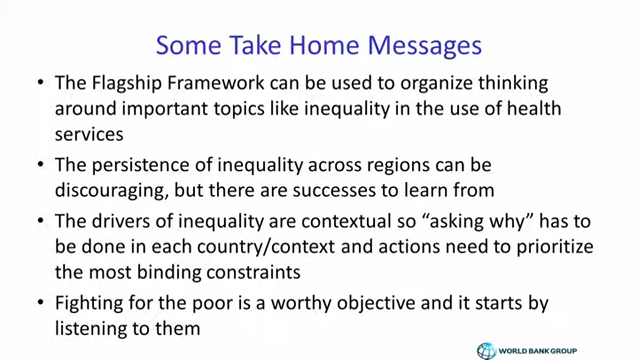 Some Take Home Messages
• The Flagship Framework can be used to organize thinking
around important topics like inequality in the use of health
services
• The persistence of inequality across regions can be
discouraging, but there are successes to learn from
• The drivers of inequality are contextual so “asking why” has to
be done in each country/context and actions need to prioritize
the most binding constraints
• Fighting for the poor is a worthy objective and it starts by
listening to them
WORLD BANK GROUP